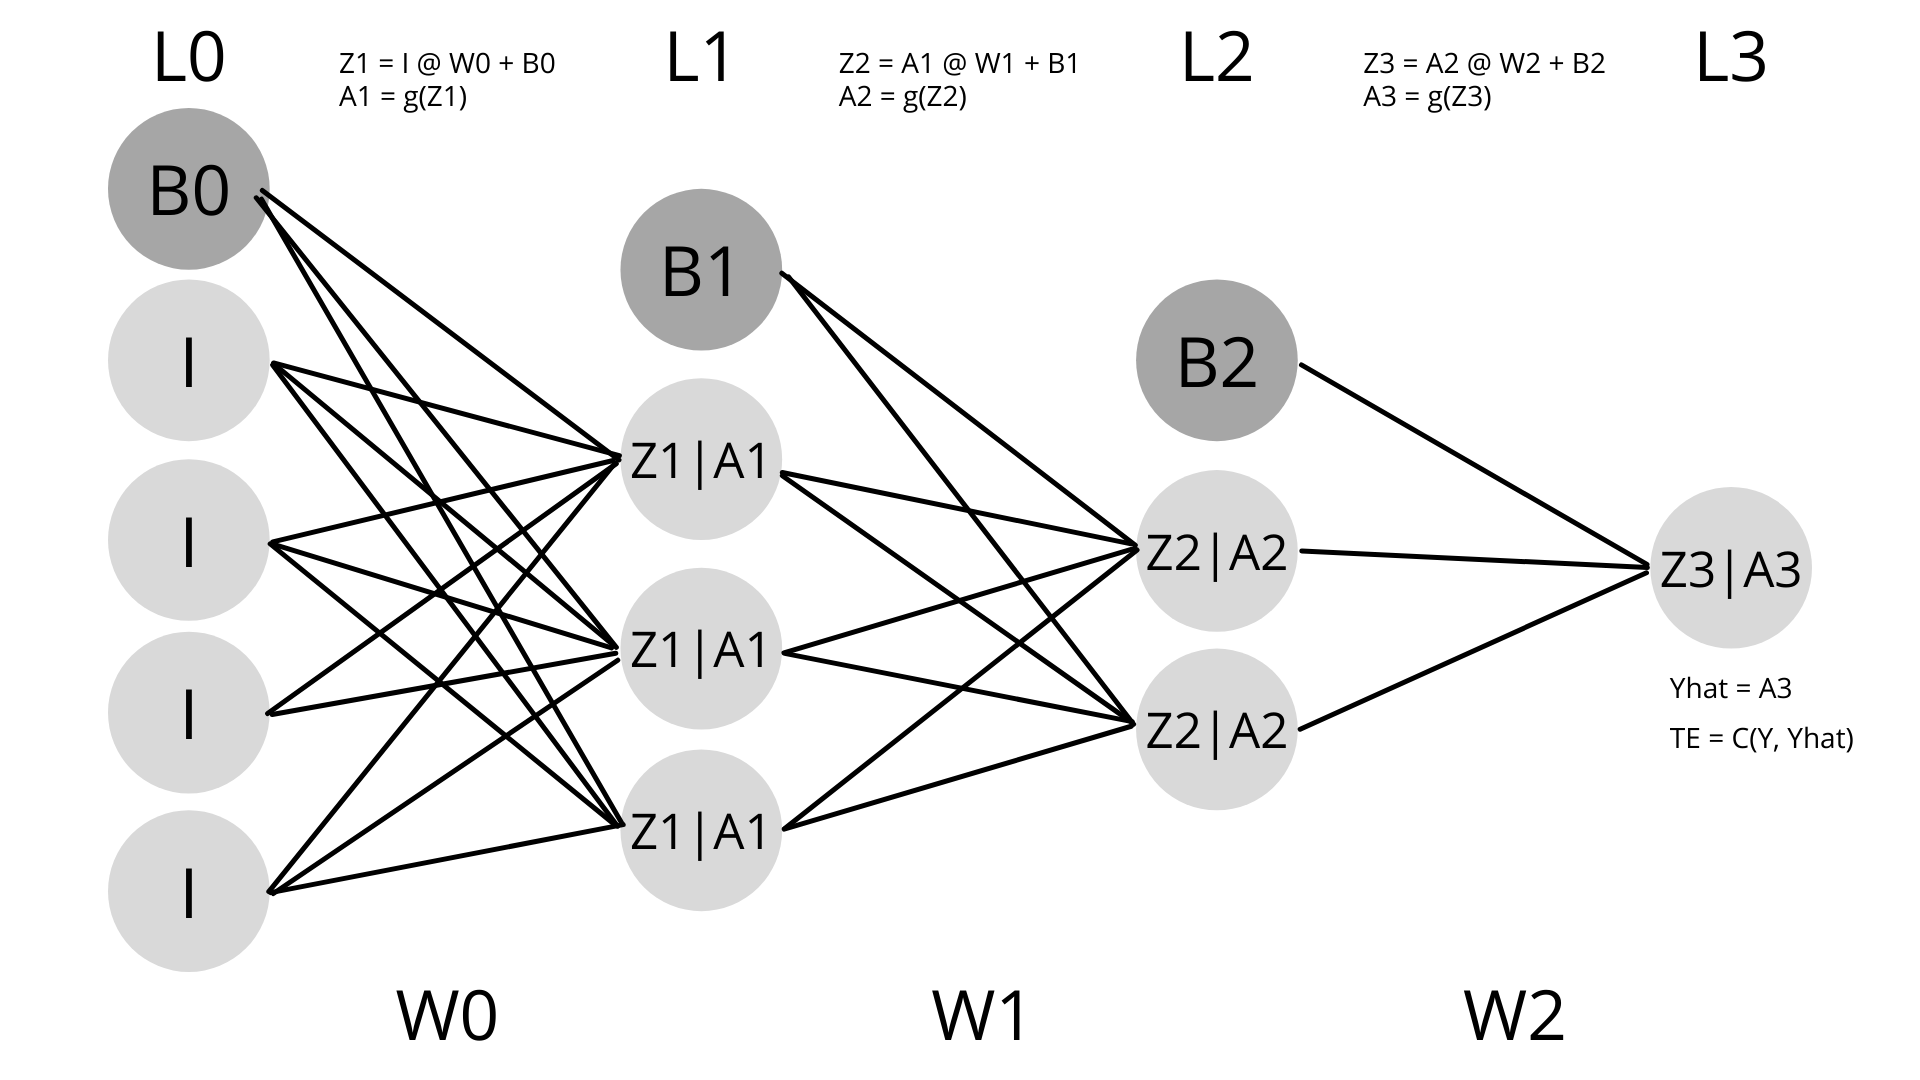 L0
Z1 = I @ W0 + B0
A1 = g(Z1)
L1
Z2 = A1 @ W1 + B1
A2 = g(Z2)
L2
Z3 = A2 @ W2 + B2
A3 = g(Z3)
L3
B0
I
I
I
I
B1
Z1|A1
Z1|A1
Z1|A1
B2
Z2|A2
Z2|A2
Z3|A3
Yhat = A3
TE = C(Y, Yhat)
W0
W1
W2